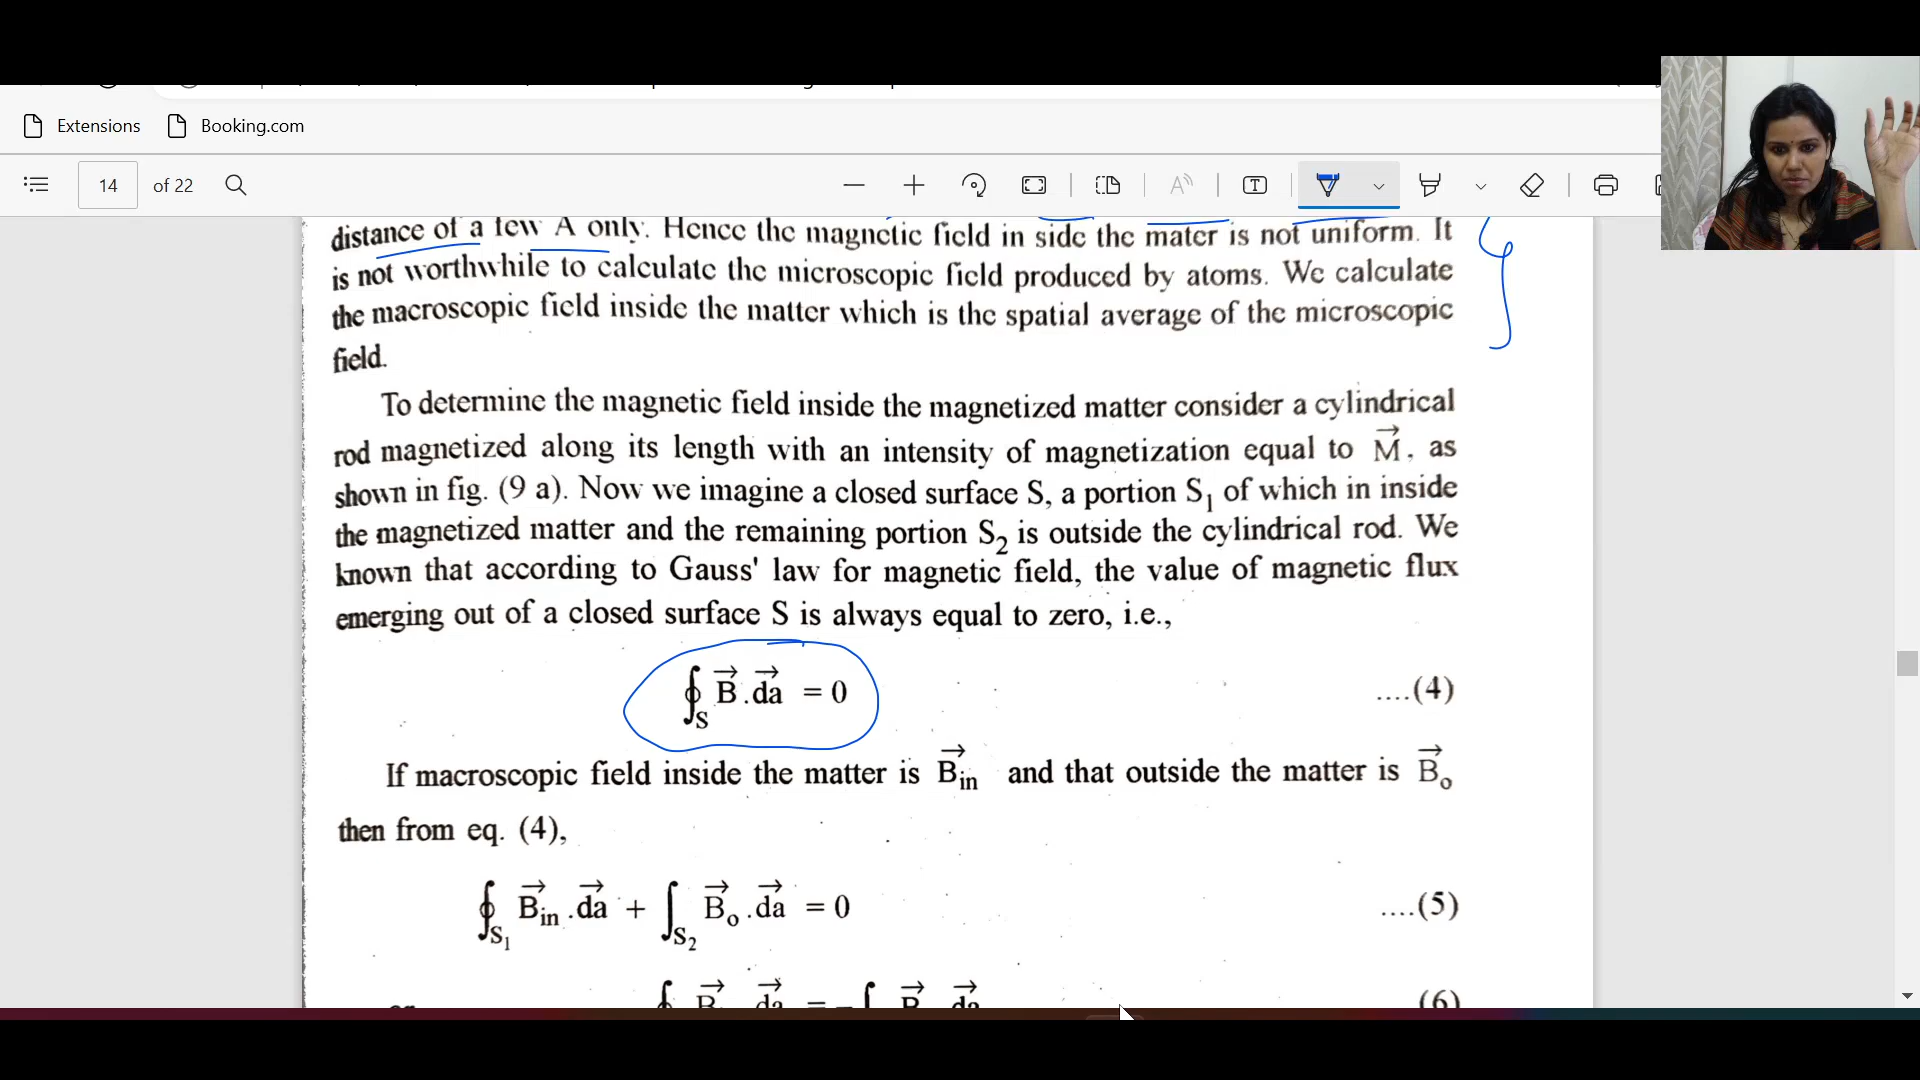 Extensions Booking.com
14 of 22
distance of a few A only. Hence the magnetic field in side the mater is not uniform. It
is not worthwhile to calculate the microscopic field produced by atoms. We calculate
the macroscopic field inside the matter which is the spatial average of the microscopic
field.
To determine the magnetic field inside the magnetized matter consider a cylindrical
rod magnetized along its length with an intensity of magnetization equal to M⃗, as
shown in fig. (9 a). Now we imagine a closed surface S, a portion S₁ of which in inside
the magnetized matter and the remaining portion S₂ is outside the cylindrical rod. We
known that according to Gauss' law for magnetic field, the value of magnetic flux
emerging out of a closed surface S is always equal to zero, i.e.,
∮_S B⃗ . da⃗ = 0 ....(4)
If macroscopic field inside the matter is B⃗_in and that outside the matter is B⃗_o
then from eq. (4),
∮_S₁ B⃗_in . da⃗ + ∫_S₂ B⃗_o . da⃗ = 0 ....(5)